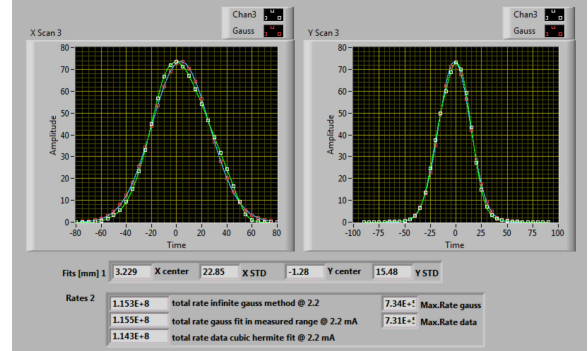 Chan3
Gauss
X Scan 3
Amplitude
80-
70-
60-
50-
40-
30-
20-
10-
0-
-80 -60 -40 -20 0 20 40 60 80
Time
Chan3
Gauss
Y Scan 3
Amplitude
80-
70-
60-
50-
40-
30-
20-
10-
0-
-100 -75 -50 -25 0 25 50 75 100
Time
Fits [mm] 1 3.229 X center 22.85 X STD -1.28 Y center 15.48 Y STD
Rates 2
1.153E+8 total rate infinite gauss method @ 2.2 7.34E+ Max.Rate gauss
1.155E+8 total rate gauss fit in measured range @ 2.2 mA 7.31E+ Max.Rate data
1.143E+8 total rate data cubic hermite fit @ 2.2 mA